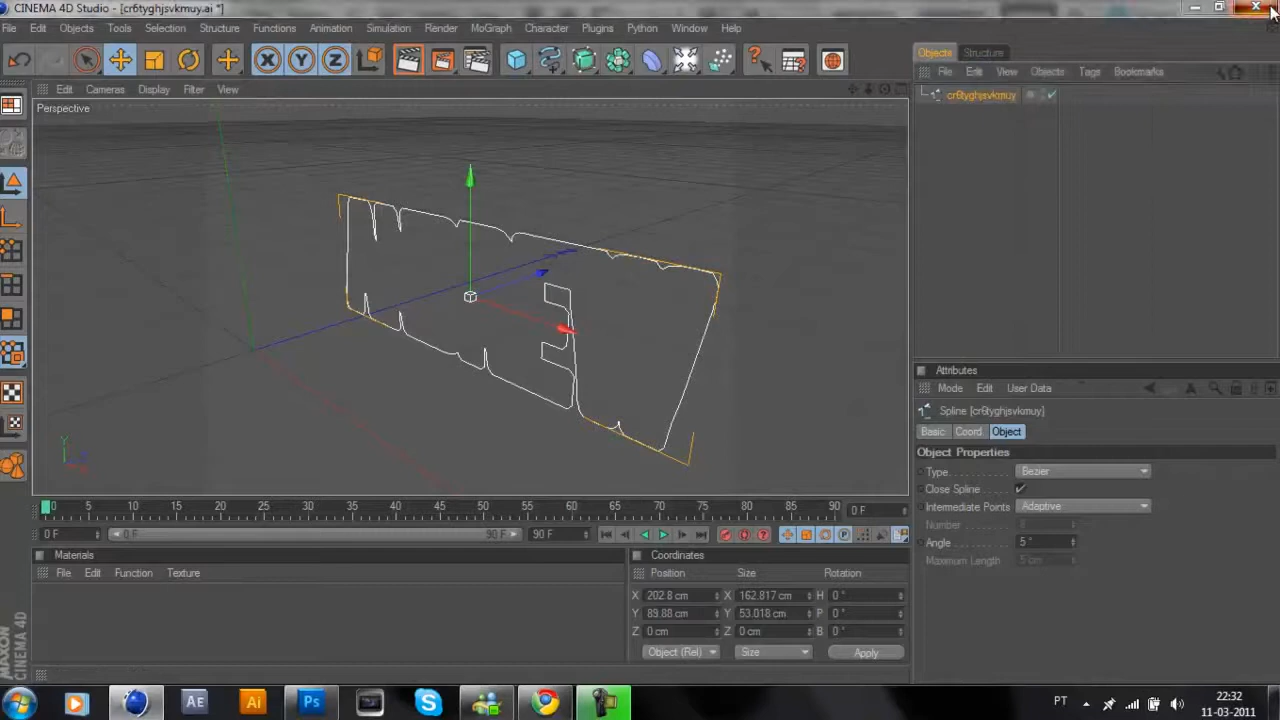 CINEMA 4D Studio - [cr6tyghjsvkmuy.ai *]
File Edit Objects Tools Selection Structure Functions Animation Simulation Render MoGraph Character Plugins Python Window Help
X Y Z
Objects Structure
File Edit View Objects Tags Bookmarks
cr6tyghjsvkmuy
Edit Cameras Display Filter View
Perspective
Y
0 5 10 15 20 25 30 35 40 45 50 55 60 65 70 75 80 85 90 0 F
0 F 0 F 90 F 90 F
Attributes
Mode Edit User Data
Spline [cr6tyghjsvkmuy]
Basic Coord. Object
Object Properties
Type Bezier
Close Spline
Intermediate Points Adaptive
Number 8
Angle 5 °
Maximum Length 5 cm
Materials
File Edit Function Texture
Coordinates
Position Size Rotation
X 202.8 cm X 162.817 cm H 0 °
Y 89.88 cm Y 53.018 cm P 0 °
Z 0 cm Z 0 cm B 0 °
Object (Rel) Size Apply
MAXON CINEMA 4D
AE Ai Ps
PT
22:32
11-03-2011